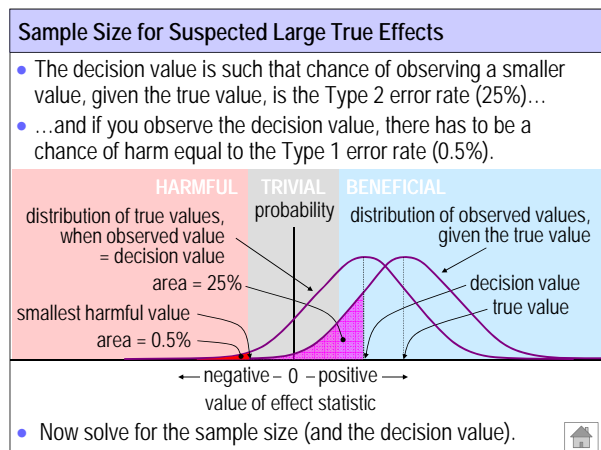 Sample Size for Suspected Large True Effects
• The decision value is such that chance of observing a smaller
value, given the true value, is the Type 2 error rate (25%)…
• …and if you observe the decision value, there has to be a
chance of harm equal to the Type 1 error rate (0.5%).
HARMFUL TRIVIAL BENEFICIAL
probability
distribution of true values,
when observed value
= decision value
distribution of observed values,
given the true value
area = 25%
decision value
true value
smallest harmful value
area = 0.5%
negative – 0 – positive
value of effect statistic
• Now solve for the sample size (and the decision value).